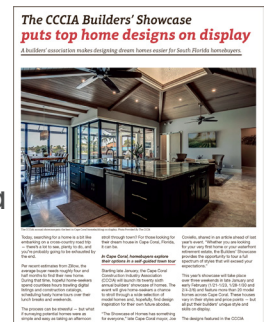 The CCCIA Builders' Showcase
puts top home designs on display
A builders' association makes designing dream homes easier for South Florida homebuyers.
Today, searching for a home is a lot like
embarking on a cross-country road trip
— there's a lot to see, plenty to do, and
you're probably going to be exhausted by
the end.
Per recent estimates from Zillow, the
average buyer needs roughly four and
half months to find their new home.
During that time, hopeful home-seekers
spend countless hours trawling digital
listings and construction catalogs,
scheduling hasty home tours over their
lunch breaks and weekends.
The process can be a chore — but what
if surveying potential homes were as
simple and easy as taking an afternoon
stroll through town? For those looking for
their dream house in Cape Coral, Florida,
it can be.
In Cape Coral, homebuyers explore
their options in a self-guided town tour
Starting late January, the Cape Coral
Construction Industry Association
(CCCIA) will launch its twenty sixth
annual builders' showcase of homes. The
event will give home-seekers a chance
to stroll through a wide selection of
model homes and, hopefully, find design
inspiration for their own future abodes.
"The Showcase of Homes has something
for everyone," late Cape Coral mayor, Joe
Coviello, shared in an article ahead of last
year's event. "Whether you are looking
for your very first home or your waterfront
retirement estate, the Builders' Showcase
provides the opportunity to tour a full
spectrum of styles that will exceed your
expectations."
This year's showcase will take place
over three weekends in late January and
early February (1/21-1/23, 1/28-1/30 and
2/4-2/6) and feature more than 20 model
homes across Cape Coral. These houses
vary in their styles and price points — but
all put their builders' unique style and
skills on display.
The designs featured in the CCCIA